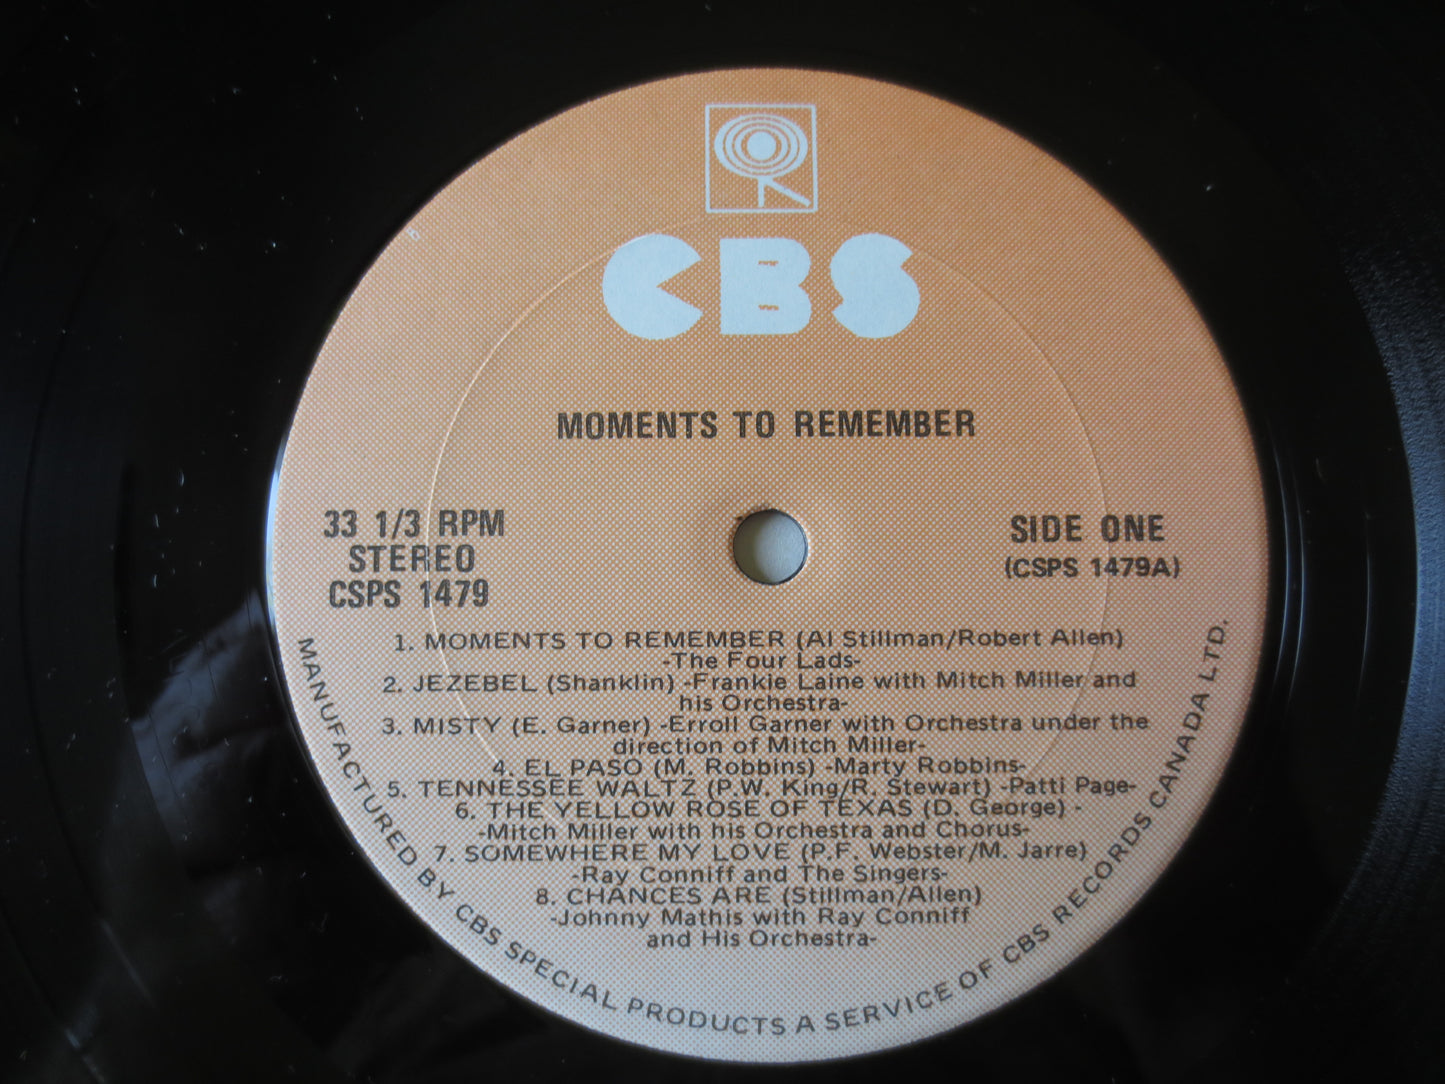 CBS
MOMENTS TO REMEMBER
33 1/3 RPM
STEREO
CSPS 1479
SIDE ONE
(CSPS 1479A)
1. MOMENTS TO REMEMBER (Al Stillman/Robert Allen)
-The Four Lads-
2. JEZEBEL (Shanklin) -Frankie Laine with Mitch Miller and
his Orchestra-
3. MISTY (E. Garner) -Erroll Garner with Orchestra under the
direction of Mitch Miller-
4. EL PASO (M. Robbins) -Marty Robbins-
5. TENNESSEE WALTZ (P.W. King/R. Stewart) -Patti Page-
6. THE YELLOW ROSE OF TEXAS (D. George) -
-Mitch Miller with his Orchestra and Chorus-
7. SOMEWHERE MY LOVE (P.F. Webster/M. Jarre)
-Ray Conniff and The Singers-
8. CHANCES ARE (Stillman/Allen)
-Johnny Mathis with Ray Conniff
and His Orchestra-
MANUFACTURED BY CBS SPECIAL PRODUCTS A SERVICE OF CBS RECORDS CANADA LTD.